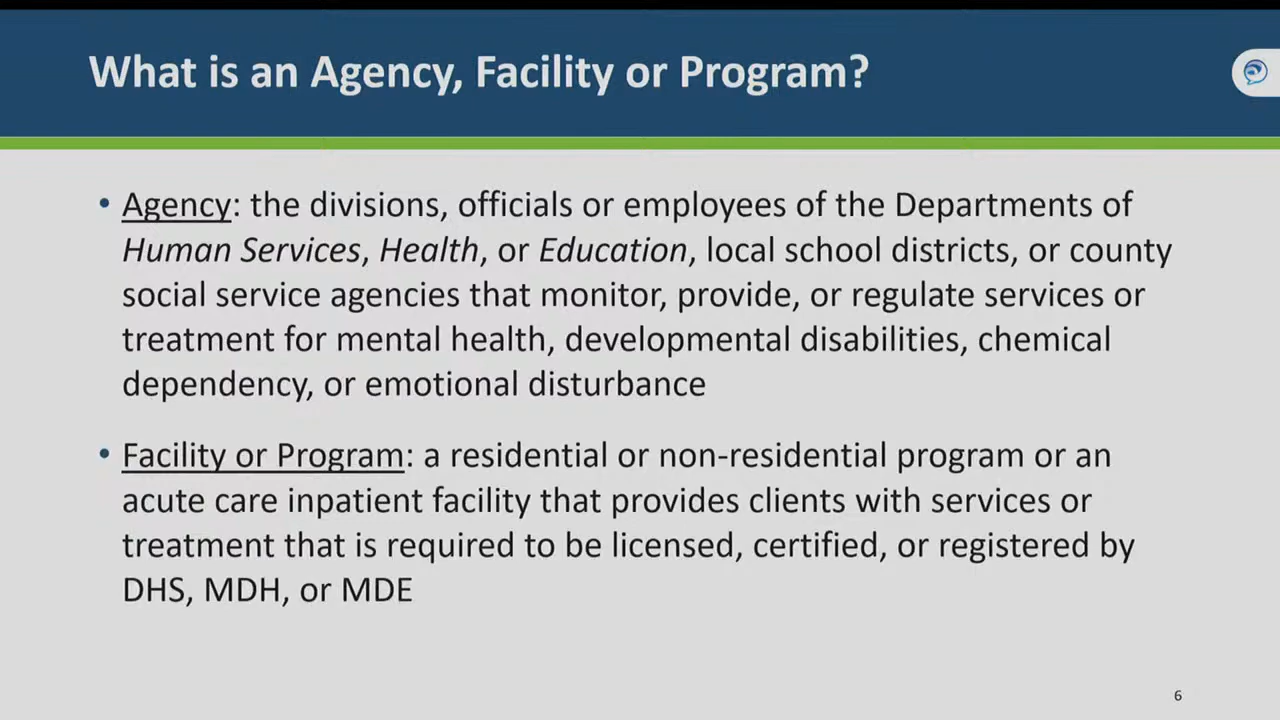 What is an Agency, Facility or Program?
• Agency: the divisions, officials or employees of the Departments of
Human Services, Health, or Education, local school districts, or county
social service agencies that monitor, provide, or regulate services or
treatment for mental health, developmental disabilities, chemical
dependency, or emotional disturbance
• Facility or Program: a residential or non-residential program or an
acute care inpatient facility that provides clients with services or
treatment that is required to be licensed, certified, or registered by
DHS, MDH, or MDE
6